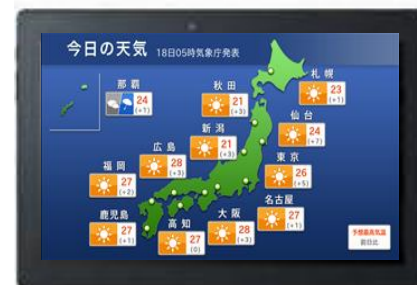 今日の天気 18日05時気象庁発表
那覇
24
(+1)
秋田
21
(+3)
札幌
23
(+1)
新潟
21
(+3)
仙台
24
(+7)
広島
28
(+3)
東京
26
(+5)
福岡
27
(+2)
名古屋
27
(+1)
鹿児島
27
(+1)
高知
27
(0)
大阪
28
(+3)
予想最高気温
前日比